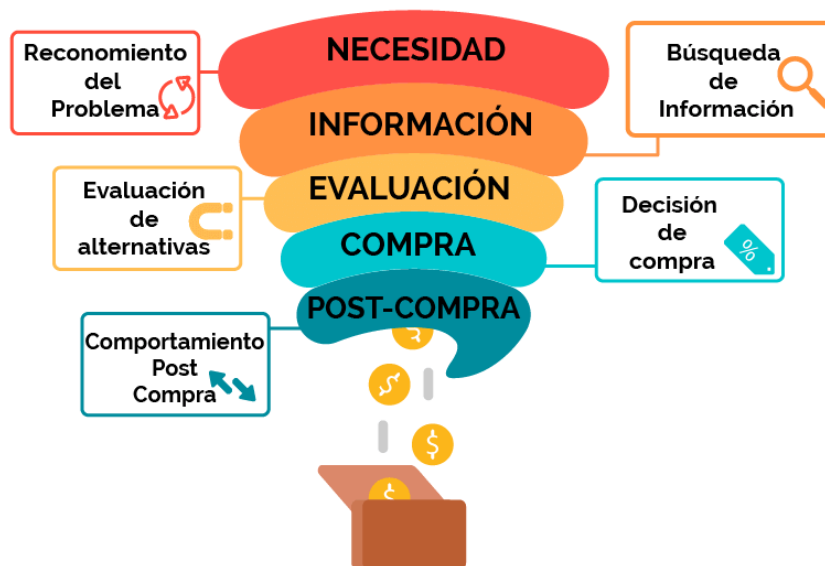 NECESIDAD
Reconomiento
del
Problema
INFORMACIÓN
Búsqueda
de
Información
EVALUACIÓN
Evaluación
de
alternativas
COMPRA
Decisión
de
compra
%
POST-COMPRA
Comportamiento
Post
Compra
$
$
$
$